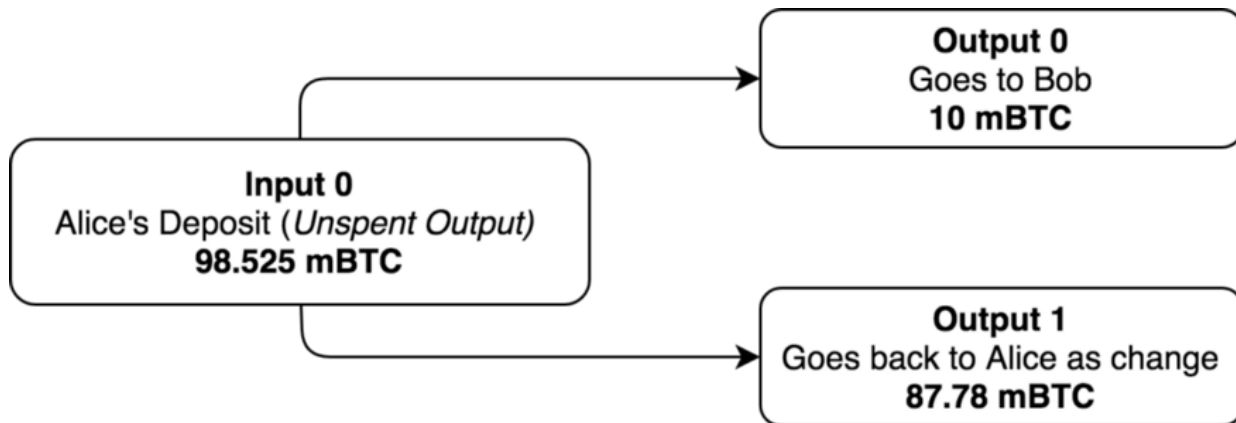 Output 0
Goes to Bob
10 mBTC
Input 0
Alice's Deposit (Unspent Output)
98.525 mBTC
Output 1
Goes back to Alice as change
87.78 mBTC